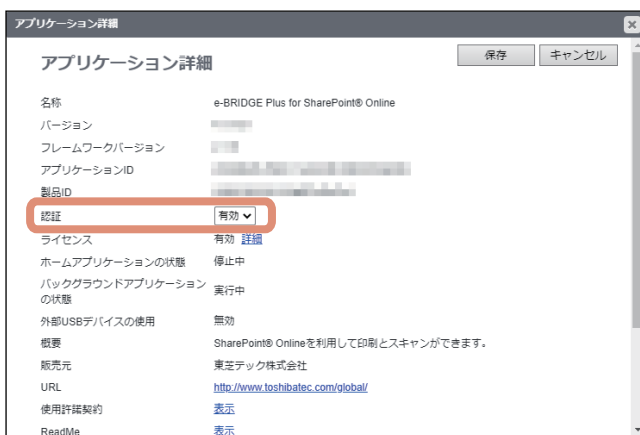 アプリケーション詳細
アプリケーション詳細
保存
キャンセル
名称 e-BRIDGE Plus for SharePoint® Online
バージョン
フレームワークバージョン
アプリケーションID
製品ID
認証 有効
ライセンス 有効 詳細
ホームアプリケーションの状態 停止中
バックグラウンドアプリケーション
の状態 実行中
外部USBデバイスの使用 無効
概要 SharePoint® Onlineを利用して印刷とスキャンができます。
販売元 東芝テック株式会社
URL http://www.toshibatec.com/global/
使用許諾契約 表示
ReadMe 表示